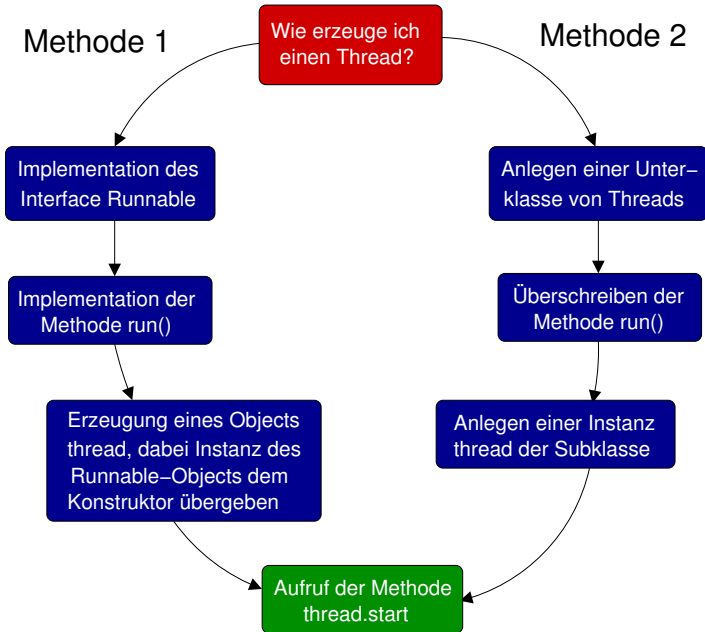 Methode 1
Wie erzeuge ich
einen Thread?
Methode 2
Implementation des
Interface Runnable
Implementation der
Methode run()
Erzeugung eines Objects
thread, dabei Instanz des
Runnable−Objects dem
Konstruktor übergeben
Anlegen einer Unter−
klasse von Threads
Überschreiben der
Methode run()
Anlegen einer Instanz
thread der Subklasse
Aufruf der Methode
thread.start